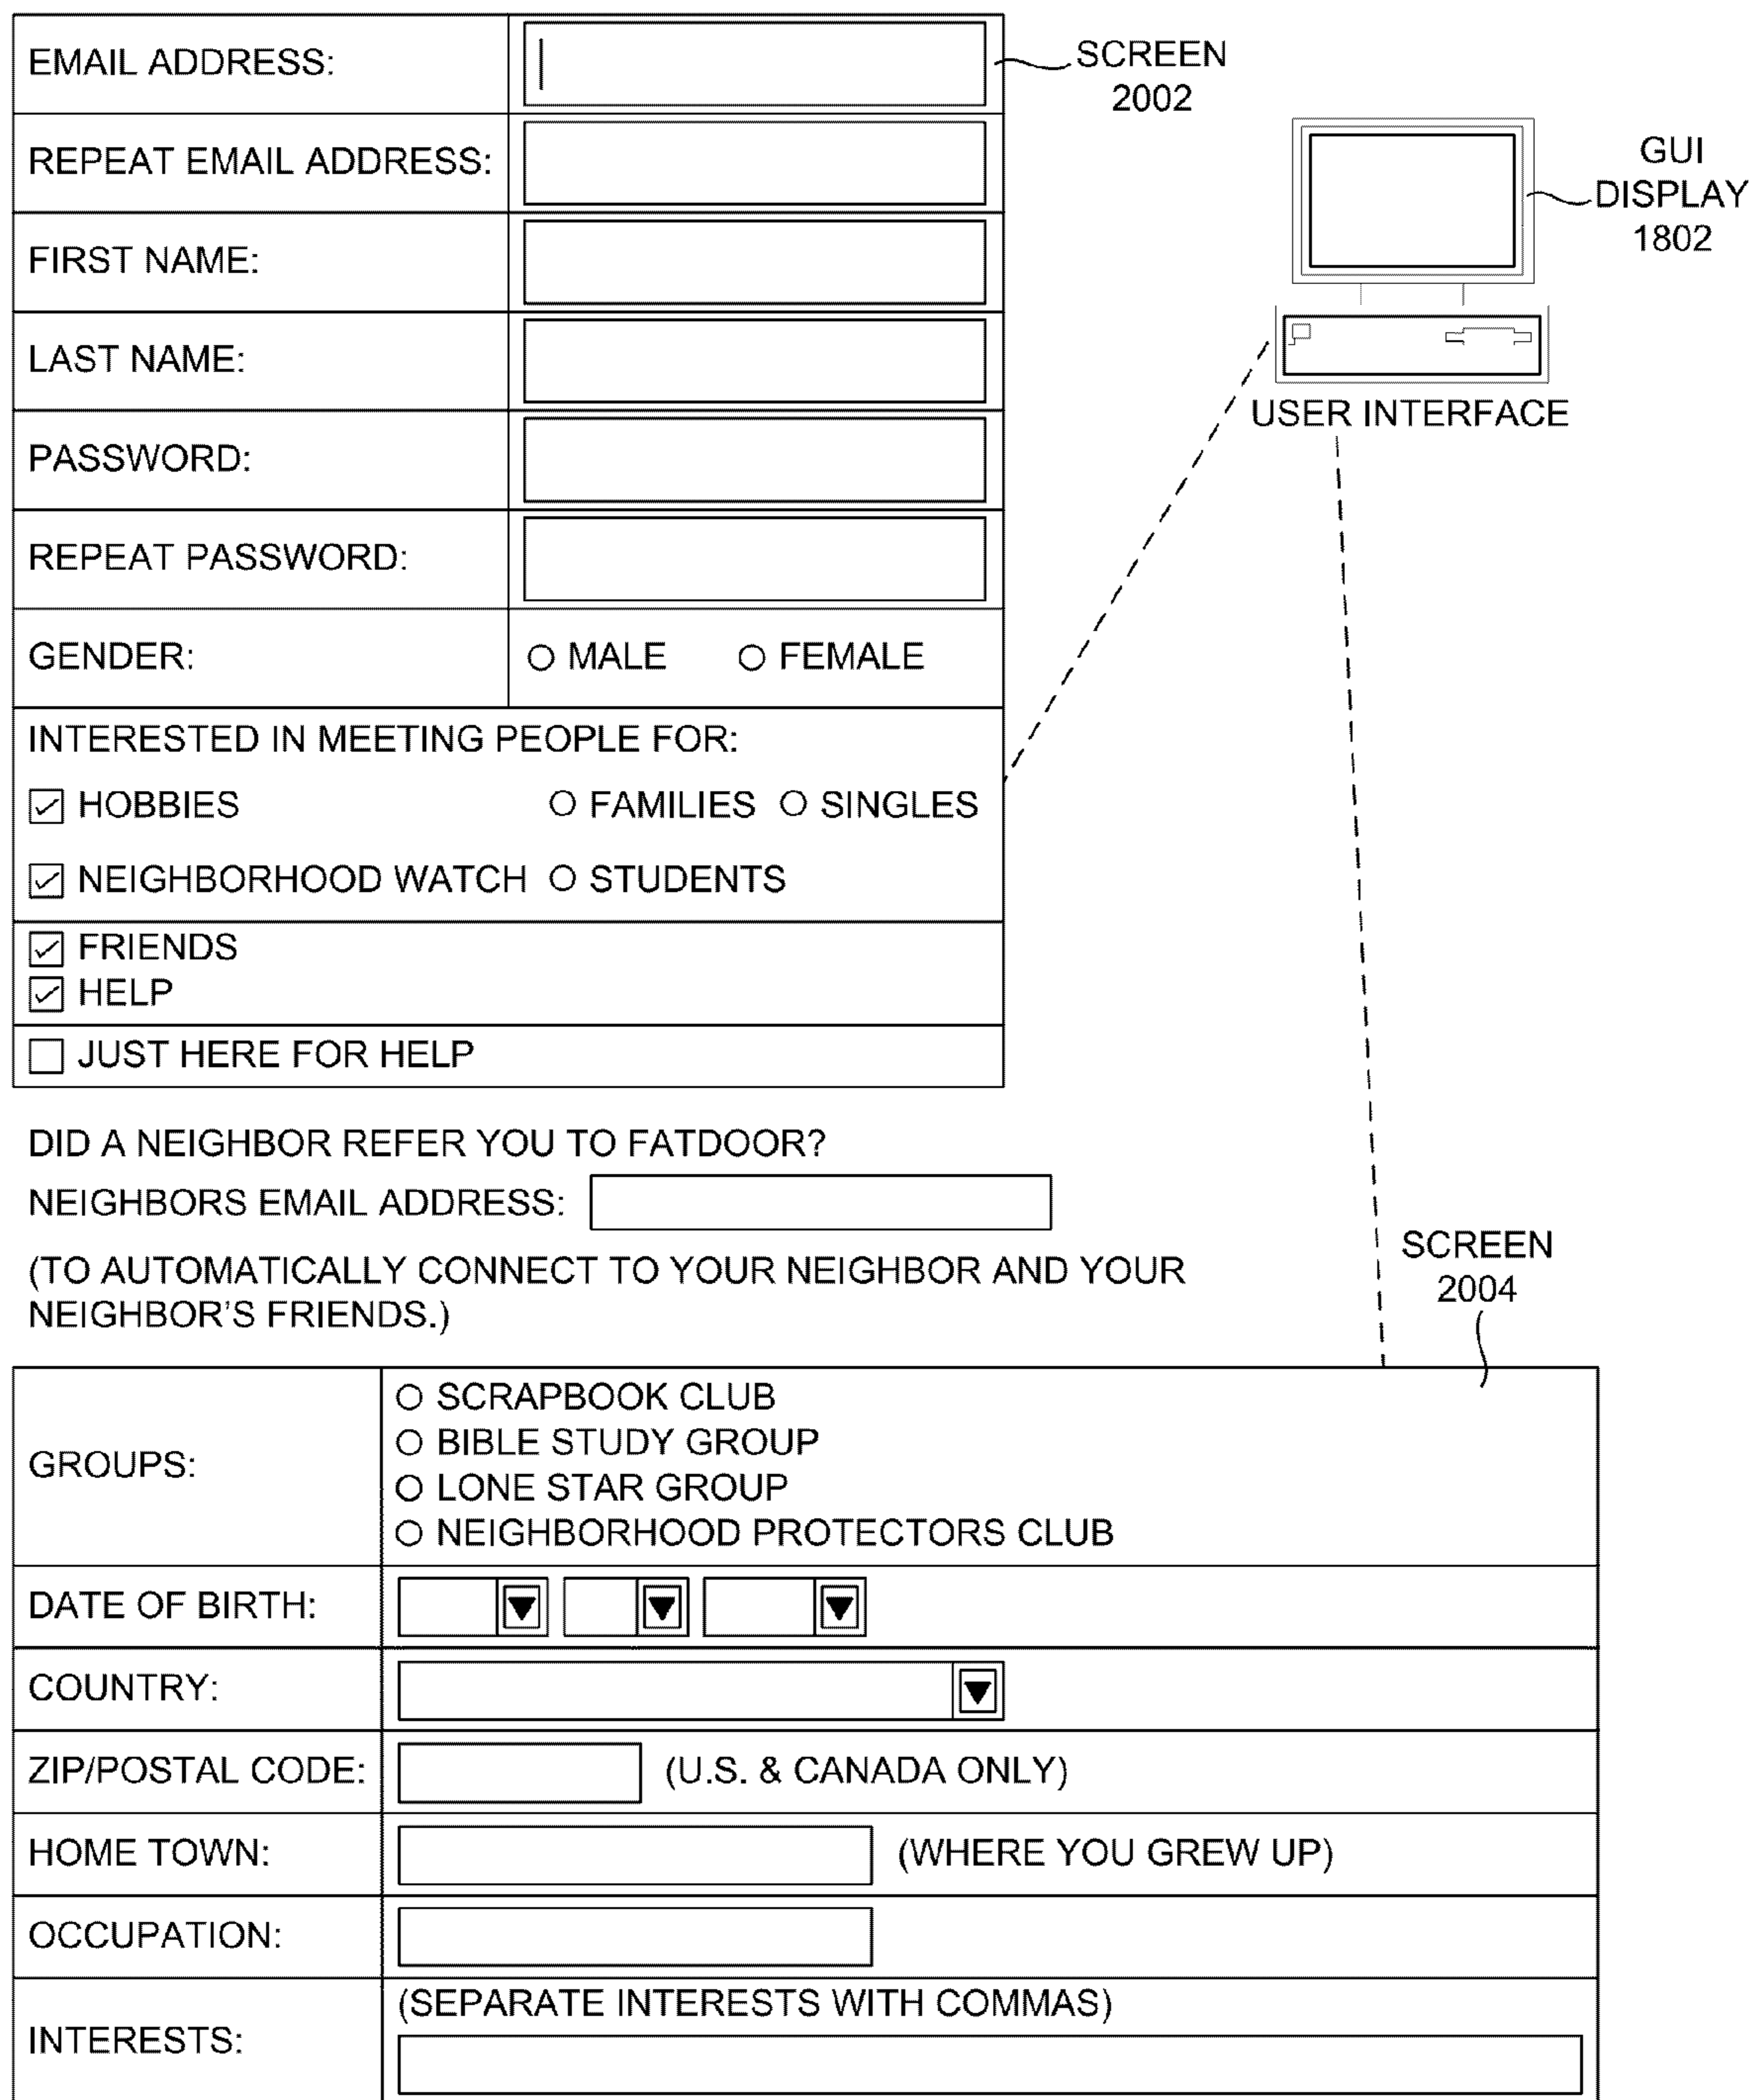 EMAIL ADDRESS:
SCREEN
2002
REPEAT EMAIL ADDRESS:
GUI
DISPLAY
1802
FIRST NAME:
LAST NAME:
USER INTERFACE
PASSWORD:
REPEAT PASSWORD:
GENDER: MALE FEMALE
INTERESTED IN MEETING PEOPLE FOR:
HOBBIES FAMILIES SINGLES
NEIGHBORHOOD WATCH STUDENTS
FRIENDS
HELP
JUST HERE FOR HELP
DID A NEIGHBOR REFER YOU TO FATDOOR?
NEIGHBORS EMAIL ADDRESS:
(TO AUTOMATICALLY CONNECT TO YOUR NEIGHBOR AND YOUR
NEIGHBOR'S FRIENDS.)
SCREEN
2004
GROUPS:
SCRAPBOOK CLUB
BIBLE STUDY GROUP
LONE STAR GROUP
NEIGHBORHOOD PROTECTORS CLUB
DATE OF BIRTH:
COUNTRY:
ZIP/POSTAL CODE: (U.S. & CANADA ONLY)
HOME TOWN: (WHERE YOU GREW UP)
OCCUPATION:
INTERESTS:
(SEPARATE INTERESTS WITH COMMAS)